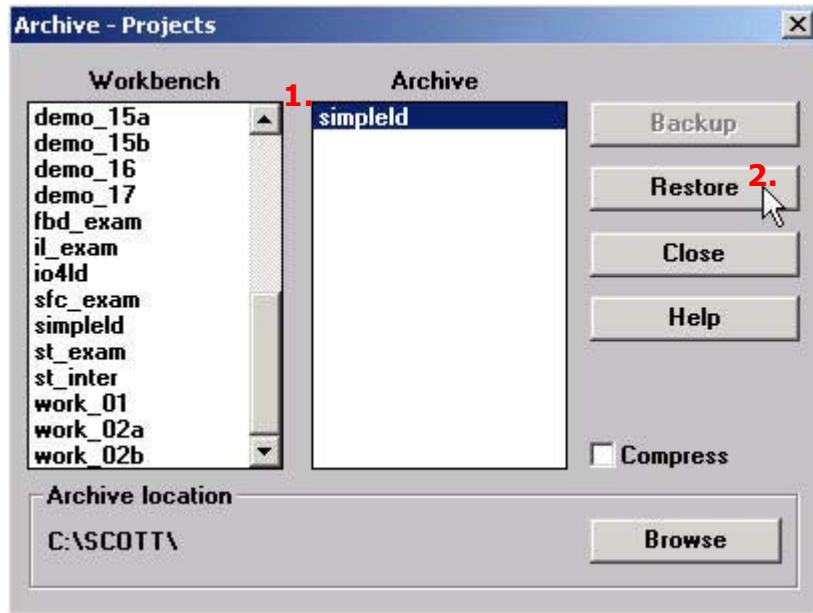 Archive - Projects
Workbench
1.
Archive
demo_15a
demo_15b
demo_16
demo_17
fbd_exam
il_exam
io4ld
sfc_exam
simpleld
st_exam
st_inter
work_01
work_02a
work_02b
simpleld
Backup
Restore
2.
Close
Help
Compress
Archive location
C:\SCOTT\
Browse